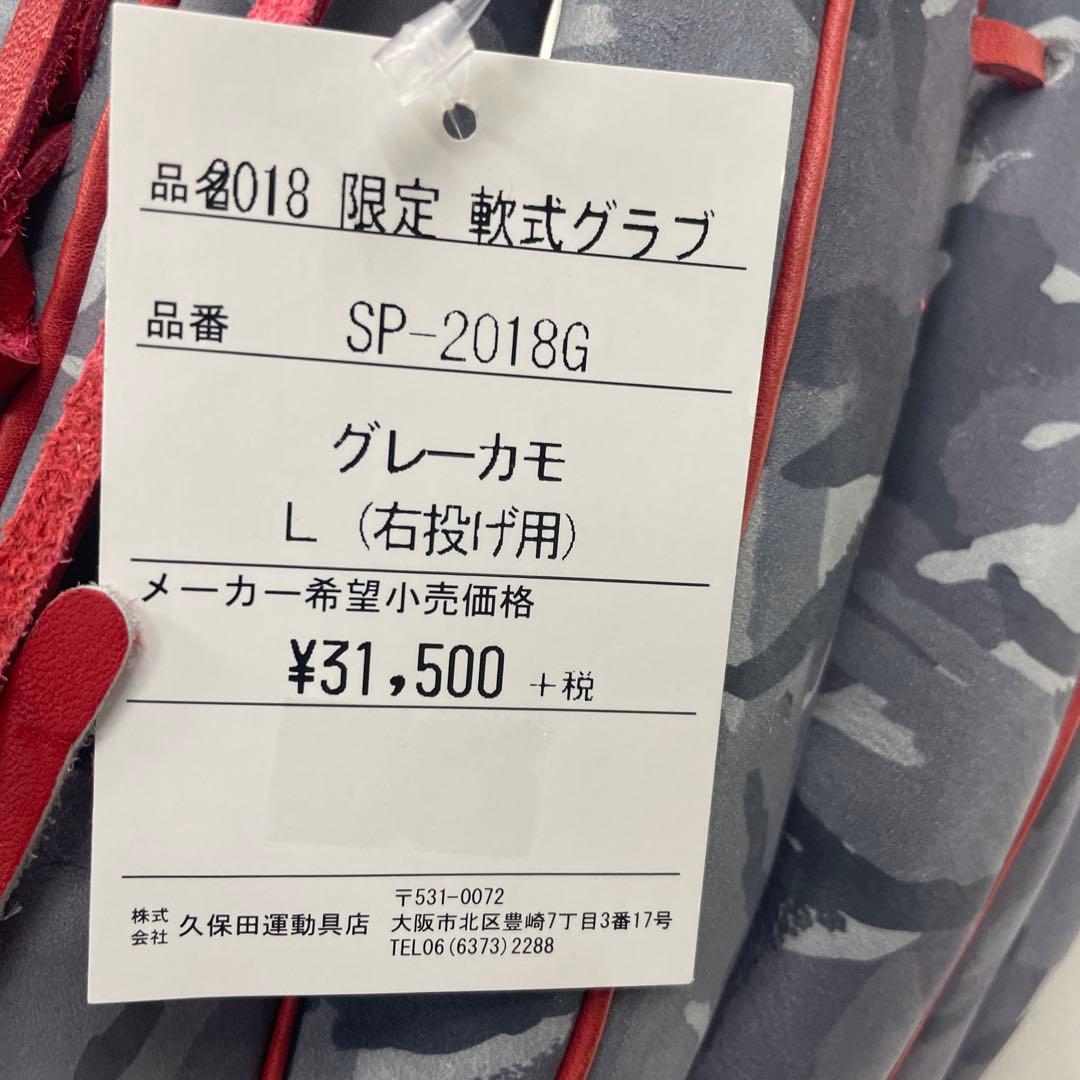 品名2018 限定 軟式グラブ
品番 SP-2018G
グレーカモ
L (右投げ用)
メーカー希望小売価格
¥31,500 +税
株式会社 久保田運動具店
〒531-0072
大阪市北区豊崎7丁目3番17号
TEL06(6373)2288